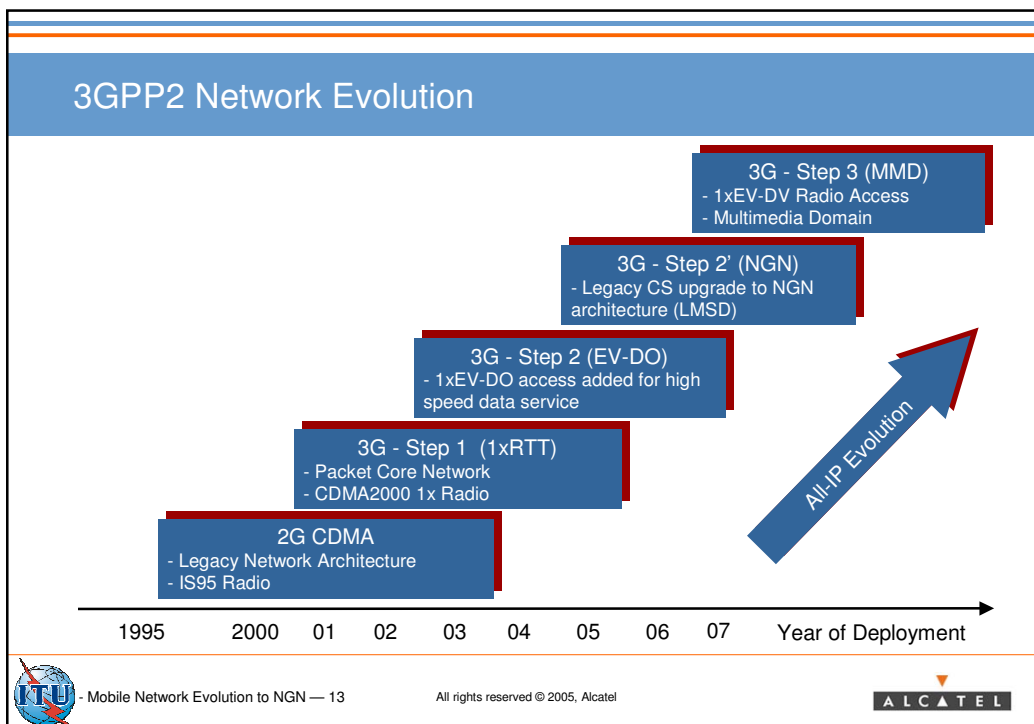 3GPP2 Network Evolution
3G - Step 3 (MMD)
- 1xEV-DV Radio Access
- Multimedia Domain
3G - Step 2’ (NGN)
- Legacy CS upgrade to NGN
architecture (LMSD)
3G - Step 2 (EV-DO)
- 1xEV-DO access added for high
speed data service
3G - Step 1 (1xRTT)
- Packet Core Network
- CDMA2000 1x Radio
2G CDMA
- Legacy Network Architecture
- IS95 Radio
All-IP Evolution
1995 2000 01 02 03 04 05 06 07 Year of Deployment
ITU - Mobile Network Evolution to NGN — 13 All rights reserved © 2005, Alcatel ALCATEL